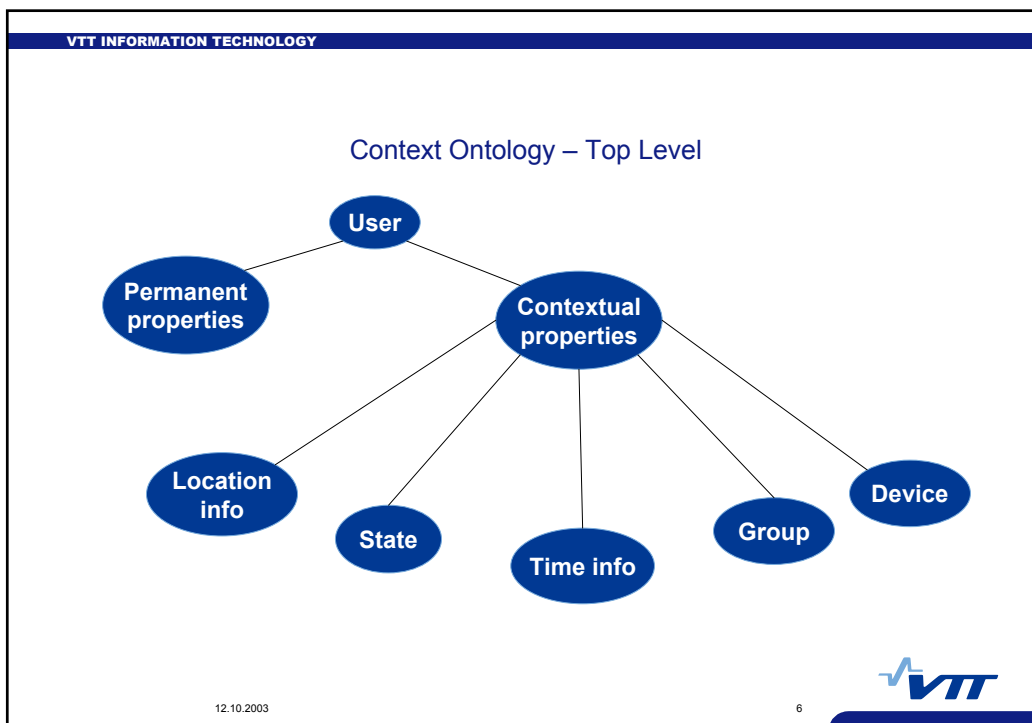 VTT INFORMATION TECHNOLOGY
Context Ontology – Top Level
User
Permanent
properties
Contextual
properties
Location
info
State
Time info
Group
Device
12.10.2003
6
VTT